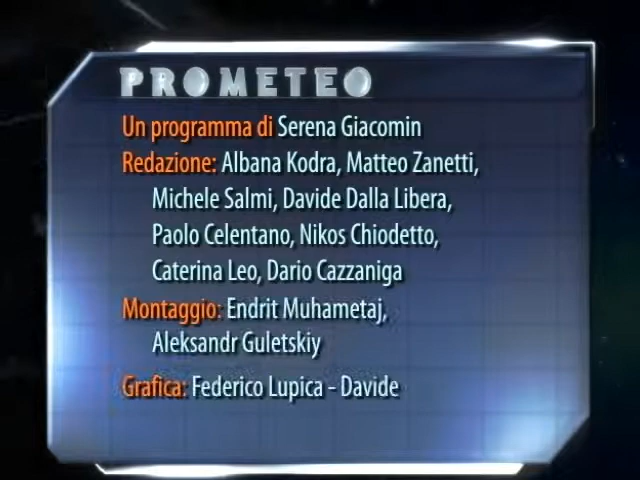 PROMETEO
Un programma di Serena Giacomin
Redazione: Albana Kodra, Matteo Zanetti,
Michele Salmi, Davide Dalla Libera,
Paolo Celentano, Nikos Chiodetto,
Caterina Leo, Dario Cazzaniga
Montaggio: Endrit Muhametaj,
Aleksandr Guletskiy
Grafica: Federico Lupica - Davide